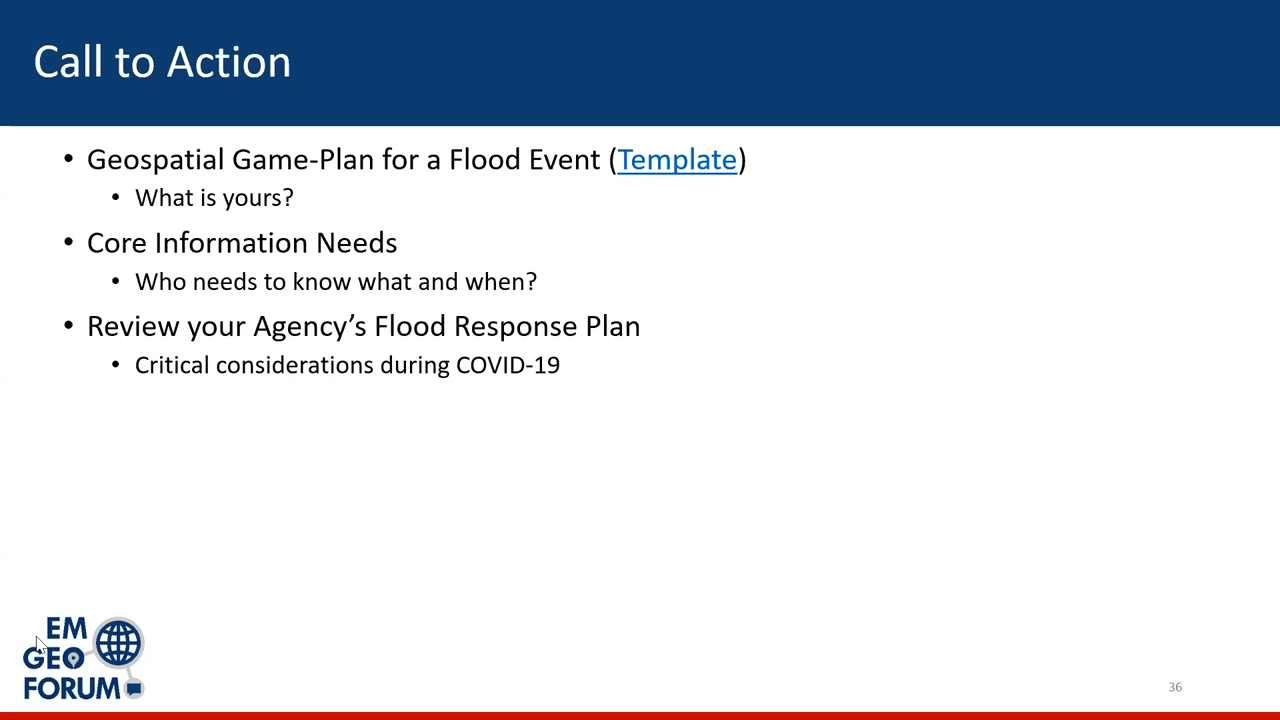 Call to Action
• Geospatial Game-Plan for a Flood Event (Template)
• What is yours?
• Core Information Needs
• Who needs to know what and when?
• Review your Agency’s Flood Response Plan
• Critical considerations during COVID-19
EM
GEO
FORUM
36